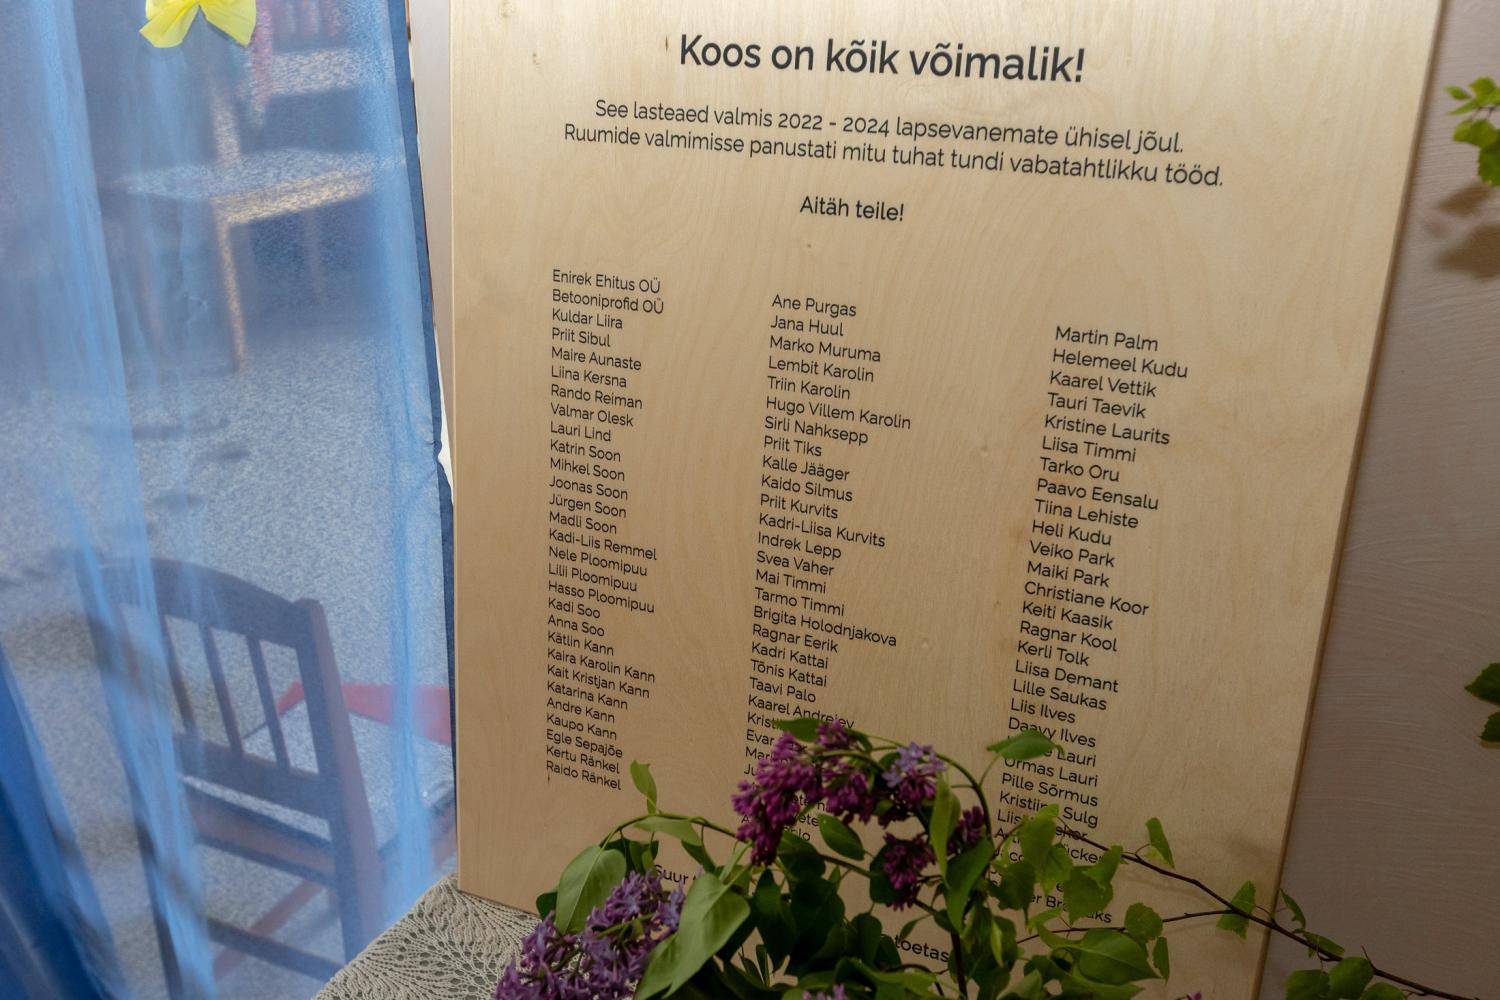 Koos on kõik võimalik!
See lasteaed valmis 2022 - 2024 lapsevanemate ühisel jõul.
Ruumide valmimisse panustati mitu tuhat tundi vabatahtlikku tööd.
Aitäh teile!
Enirek Ehitus OÜ
Betooniprofid OÜ
Kuldar Liira
Priit Sibul
Maire Aunaste
Liina Kersna
Rando Reiman
Valmar Olesk
Lauri Lind
Katrin Soon
Mihkel Soon
Joonas Soon
Jürgen Soon
Madli Soon
Kadi-Liis Remmel
Nele Ploomipuu
Lilii Ploomipuu
Hasso Ploomipuu
Kadi Soo
Anna Soo
Kätlin Kann
Kaira Karolin Kann
Kait Kristjan Kann
Katarina Kann
Andre Kann
Kaupo Kann
Egle Sepajõe
Kertu Ränkel
Raido Ränkel
Ane Purgas
Jana Huul
Marko Muruma
Lembit Karolin
Triin Karolin
Hugo Villem Karolin
Sirli Nahksepp
Priit Tiks
Kalle Jääger
Kaido Silmus
Priit Kurvits
Kadri-Liisa Kurvits
Indrek Lepp
Svea Vaher
Mai Timmi
Tarmo Timmi
Brigita Holodnjakova
Ragnar Eerik
Kadri Kattai
Tõnis Kattai
Taavi Palo
Kaarel Andrejev
Martin Palm
Helemeel Kudu
Kaarel Vettik
Tauri Taevik
Kristine Laurits
Liisa Timmi
Tarko Oru
Paavo Eensalu
Tiina Lehiste
Heli Kudu
Veiko Park
Maiki Park
Christiane Koor
Keiti Kaasik
Ragnar Kool
Kerli Tolk
Liisa Demant
Lille Saukas
Liis Ilves
Daavy Ilves
Lauri
Urmas Lauri
Pille Sõrmus
Sulg
Suur